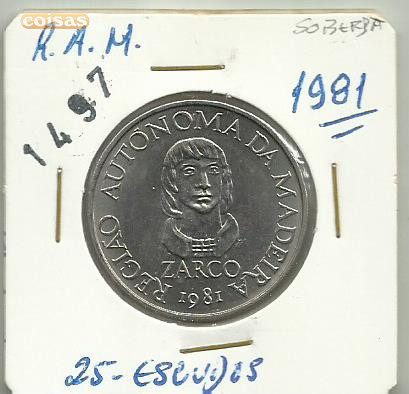 coisas
R.A.M.
SOBERBA
1497
1981
REGIÃO AUTÓNOMA DA MADEIRA
ZARCO
1981
25-ESCUDOS